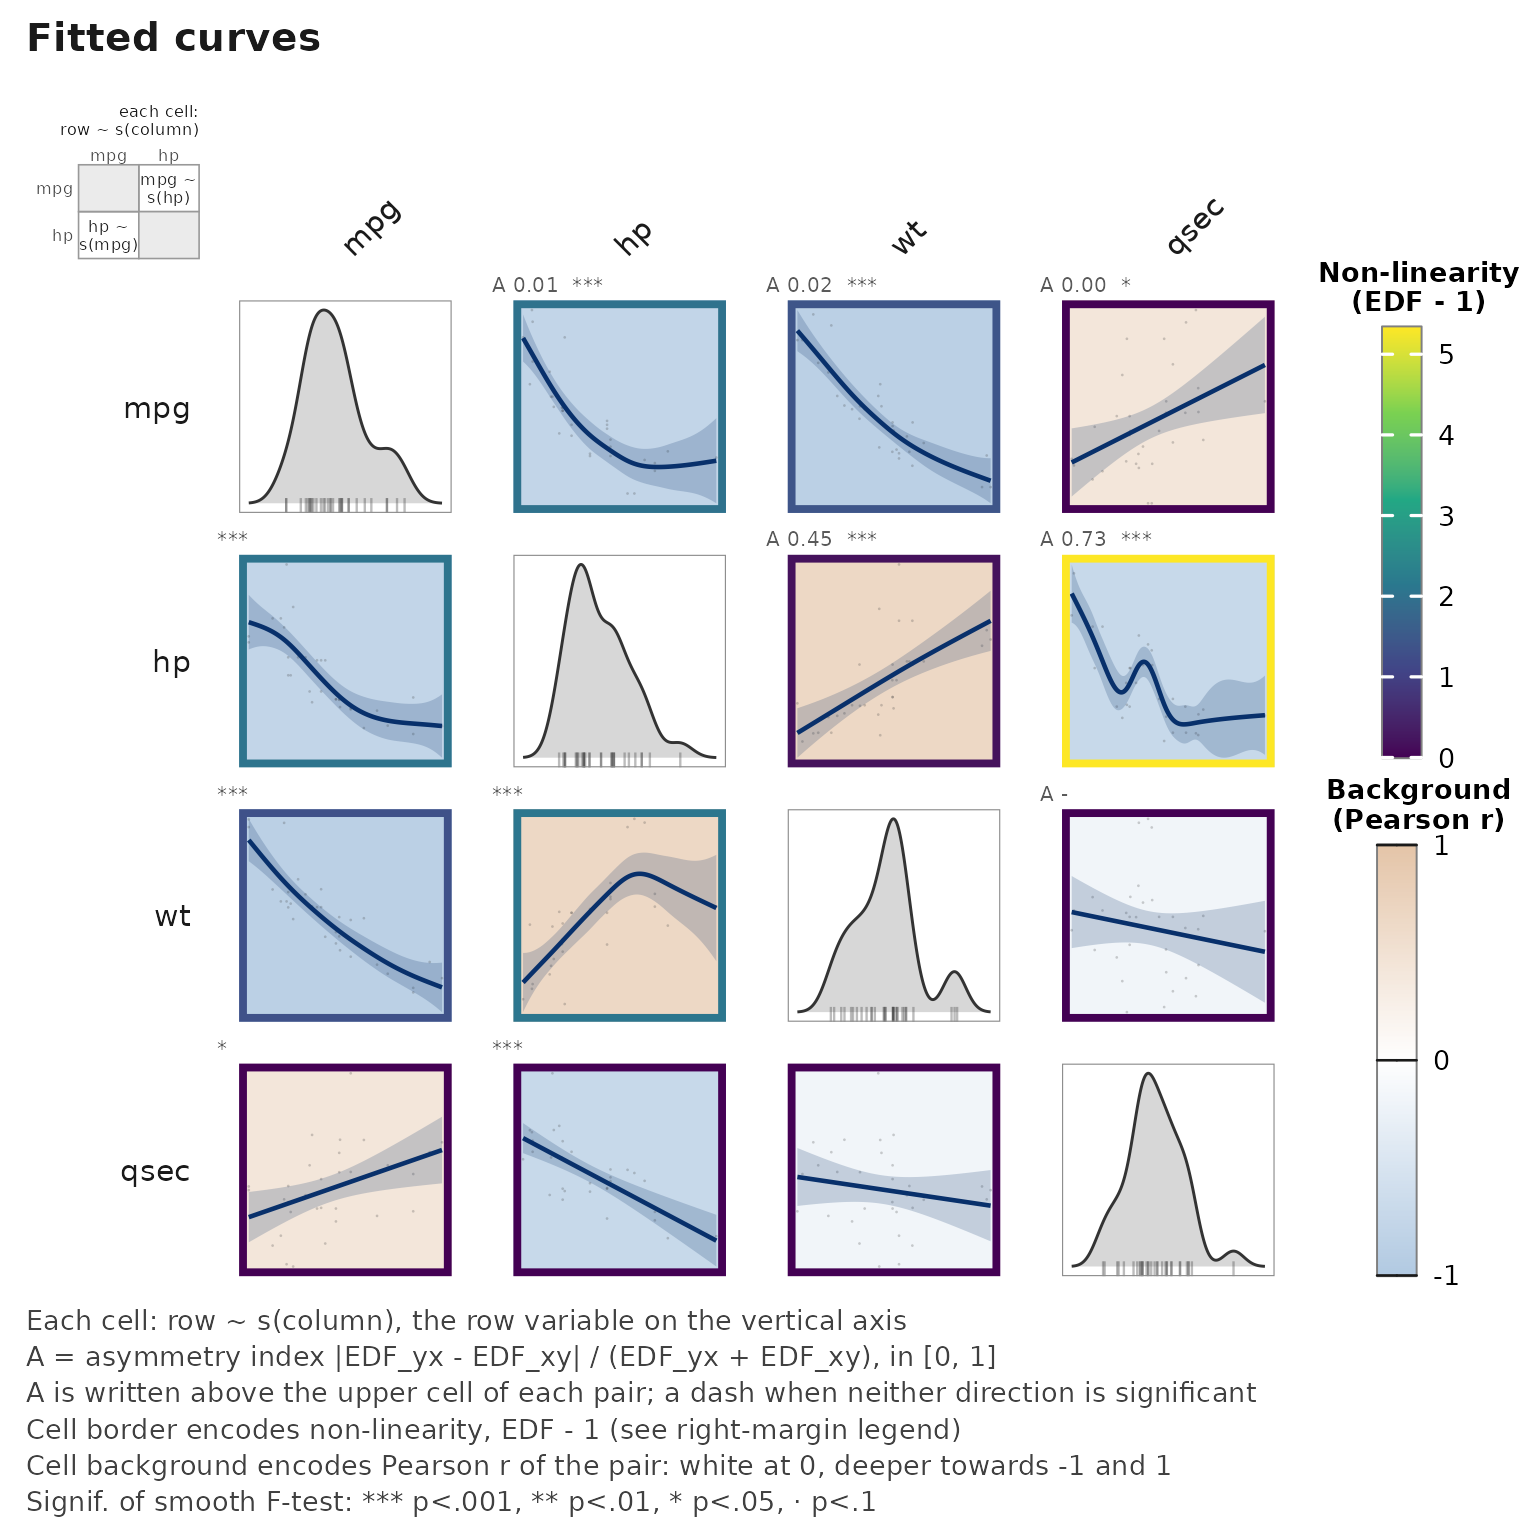 Fitted curves
each cell:
row ~ s(column)
mpg hp
mpg
mpg ~
s(hp)
hp
hp ~
s(mpg)
mpg hp wt qsec
A 0.01 *** A 0.02 *** A 0.00 *
mpg
*** A 0.45 *** A 0.73 ***
hp
*** *** A -
wt
* ***
qsec
Non-linearity
(EDF - 1)
5
4
3
2
1
0
Background
(Pearson r)
1
0
-1
Each cell: row ~ s(column), the row variable on the vertical axis
A = asymmetry index |EDF_yx - EDF_xy| / (EDF_yx + EDF_xy), in [0, 1]
A is written above the upper cell of each pair; a dash when neither direction is significant
Cell border encodes non-linearity, EDF - 1 (see right-margin legend)
Cell background encodes Pearson r of the pair: white at 0, deeper towards -1 and 1
Signif. of smooth F-test: *** p<.001, ** p<.01, * p<.05, · p<.1